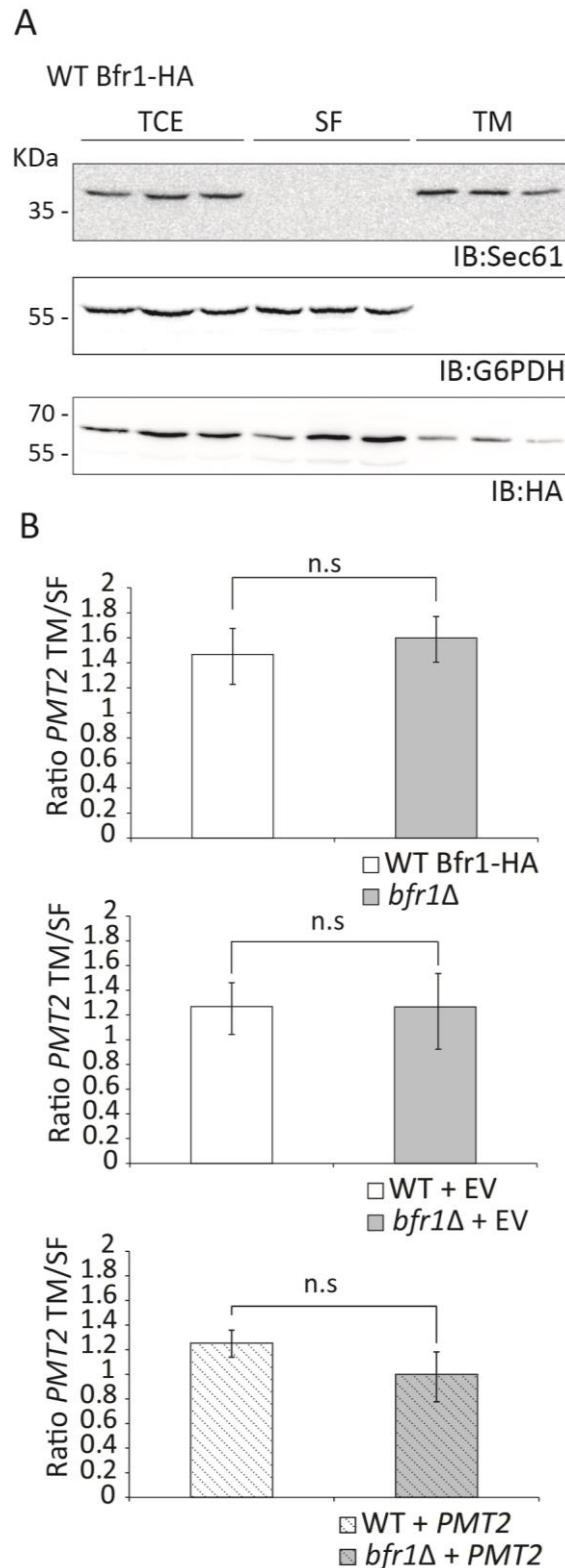 A
WT Bfr1-HA
TCE SF TM
KDa
35 -
IB:Sec61
55 -
IB:G6PDH
70 -
55 -
IB:HA
B
n.s
Ratio PMT2 TM/SF
2
1.8
1.6
1.4
1.2
1
0.8
0.6
0.4
0.2
0
WT Bfr1-HA
bfr1Δ
n.s
Ratio PMT2 TM/SF
2
1.8
1.6
1.4
1.2
1
0.8
0.6
0.4
0.2
0
WT + EV
bfr1Δ + EV
n.s
Ratio PMT2 TM/SF
2
1.8
1.6
1.4
1.2
1
0.8
0.6
0.4
0.2
0
WT + PMT2
bfr1Δ + PMT2